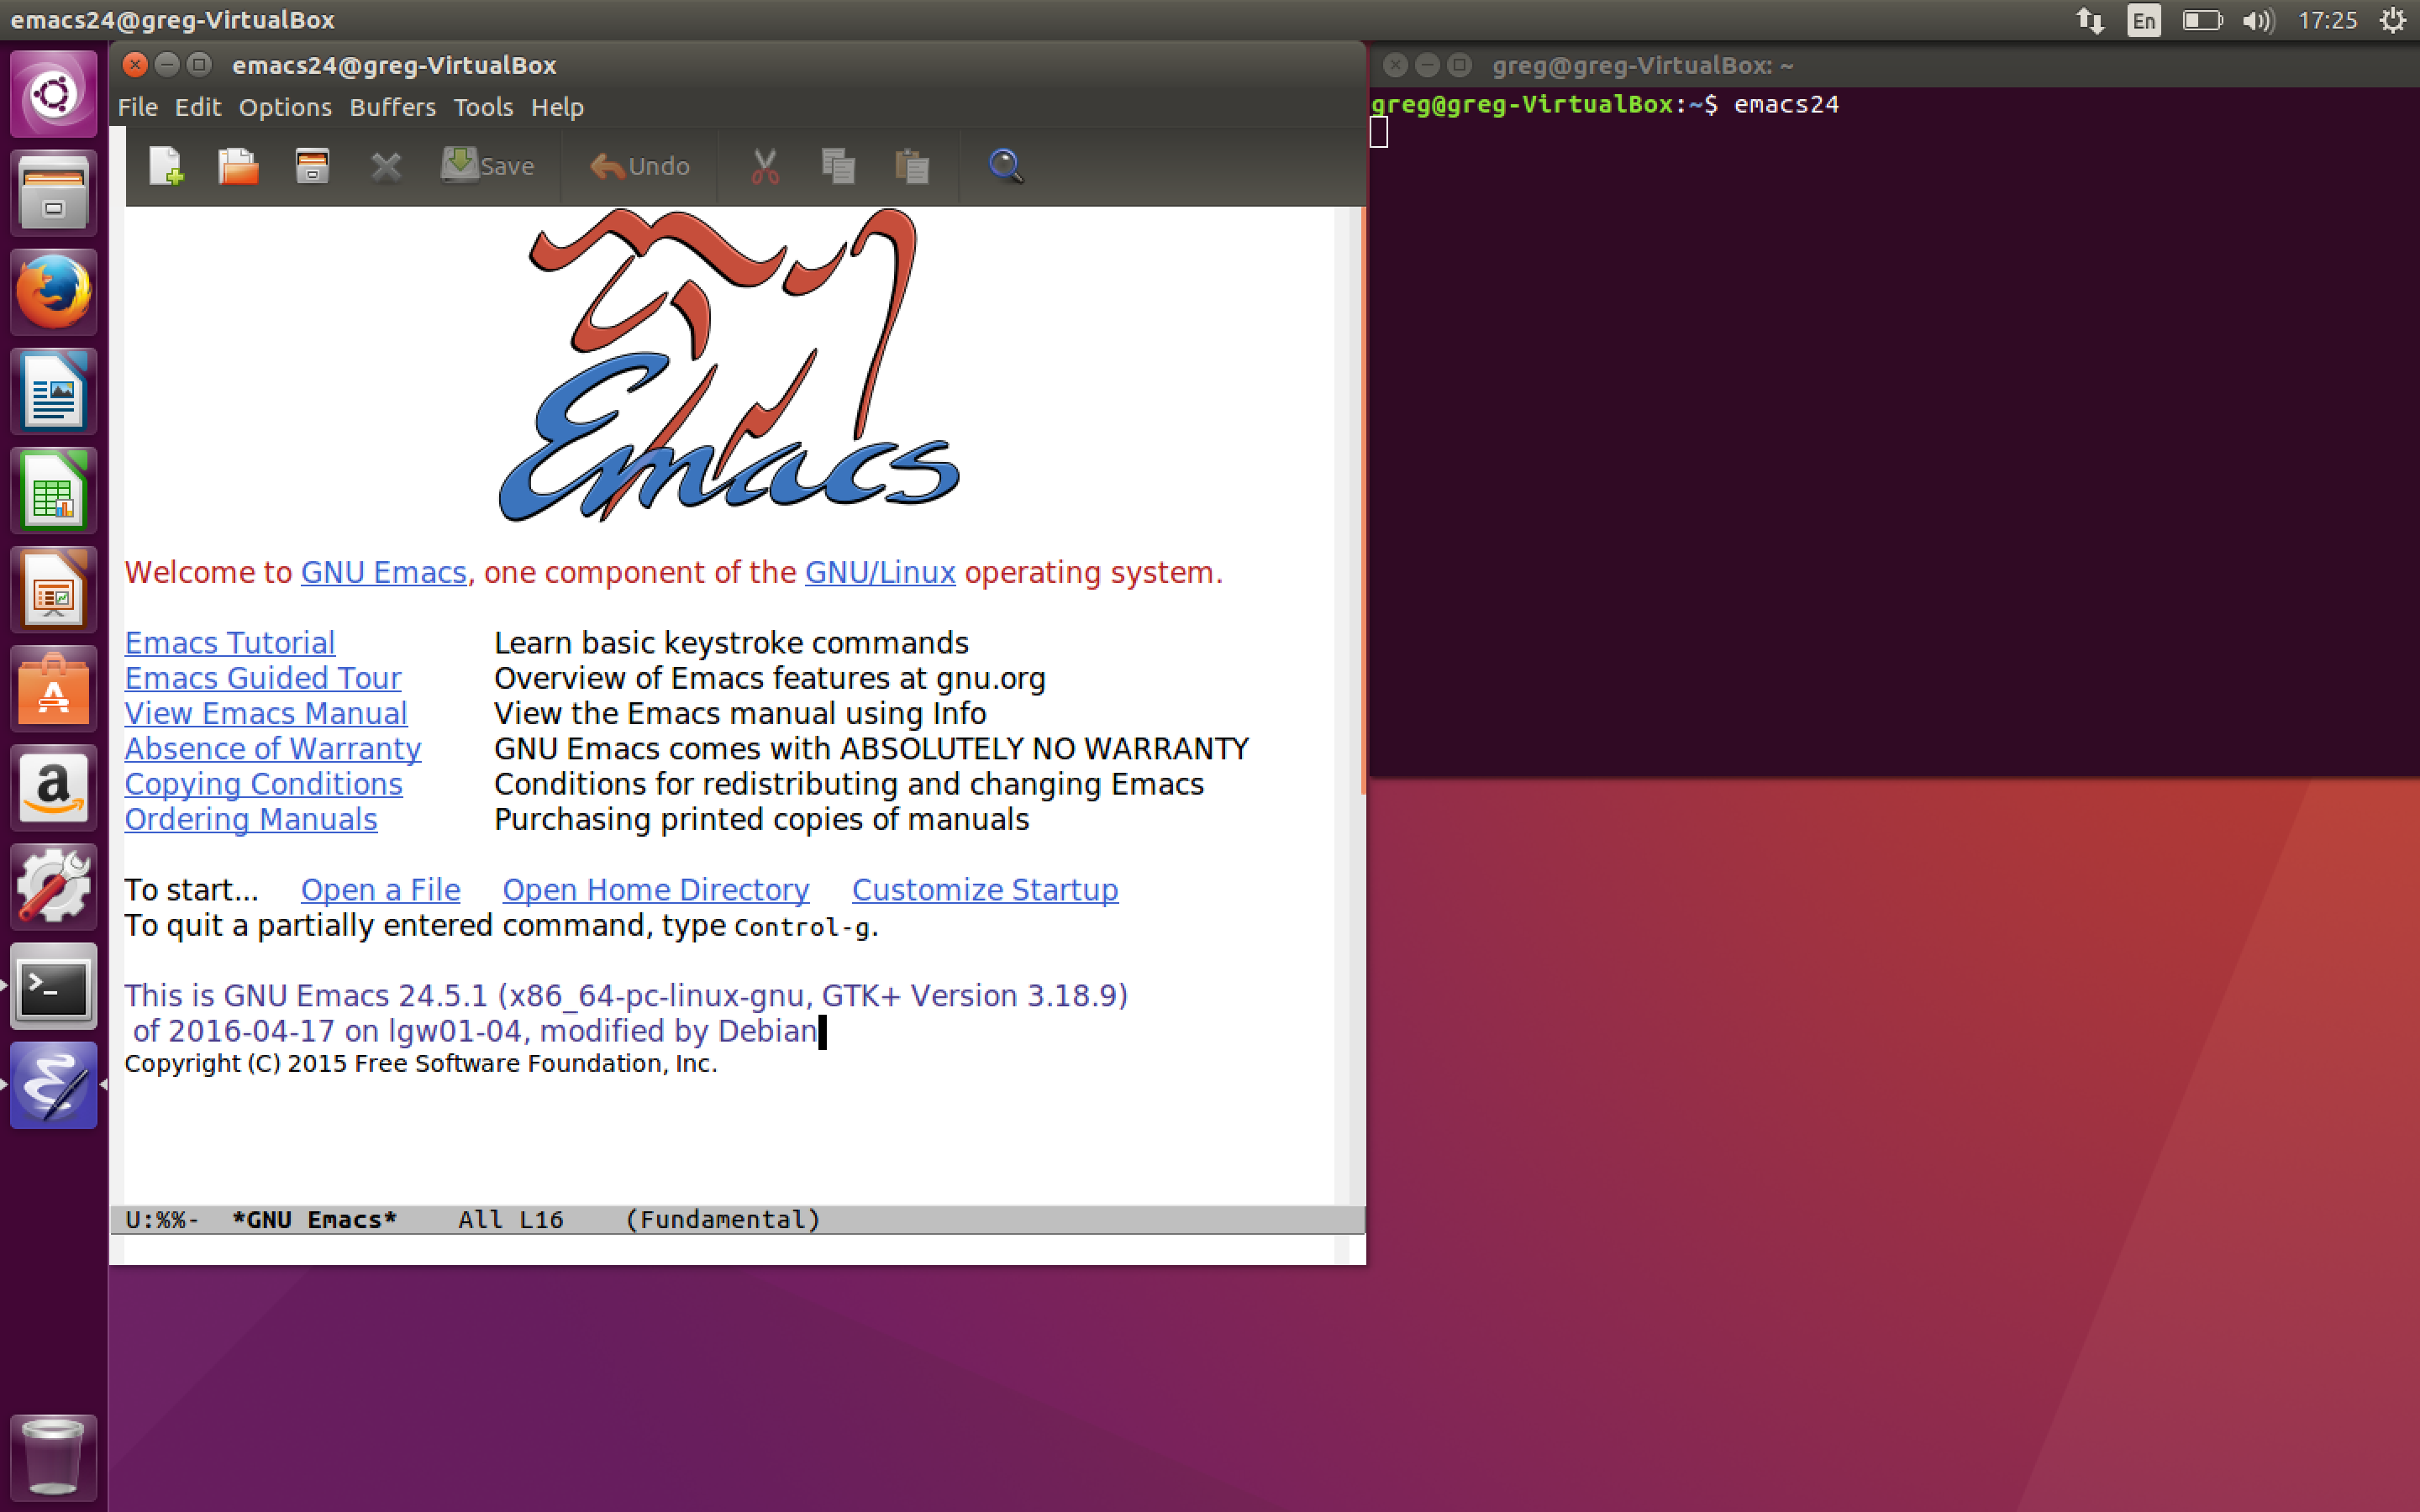 emacs24@greg-VirtualBox
En 17:25
emacs24@greg-VirtualBox
File Edit Options Buffers Tools Help
Save Undo
Emacs
Welcome to GNU Emacs, one component of the GNU/Linux operating system.
Emacs Tutorial Learn basic keystroke commands
Emacs Guided Tour Overview of Emacs features at gnu.org
View Emacs Manual View the Emacs manual using Info
Absence of Warranty GNU Emacs comes with ABSOLUTELY NO WARRANTY
Copying Conditions Conditions for redistributing and changing Emacs
Ordering Manuals Purchasing printed copies of manuals
To start... Open a File Open Home Directory Customize Startup
To quit a partially entered command, type control-g.
This is GNU Emacs 24.5.1 (x86_64-pc-linux-gnu, GTK+ Version 3.18.9)
of 2016-04-17 on lgw01-04, modified by Debian
Copyright (C) 2015 Free Software Foundation, Inc.
U:%%- *GNU Emacs* All L16 (Fundamental)
greg@greg-VirtualBox: ~
greg@greg-VirtualBox:~$ emacs24